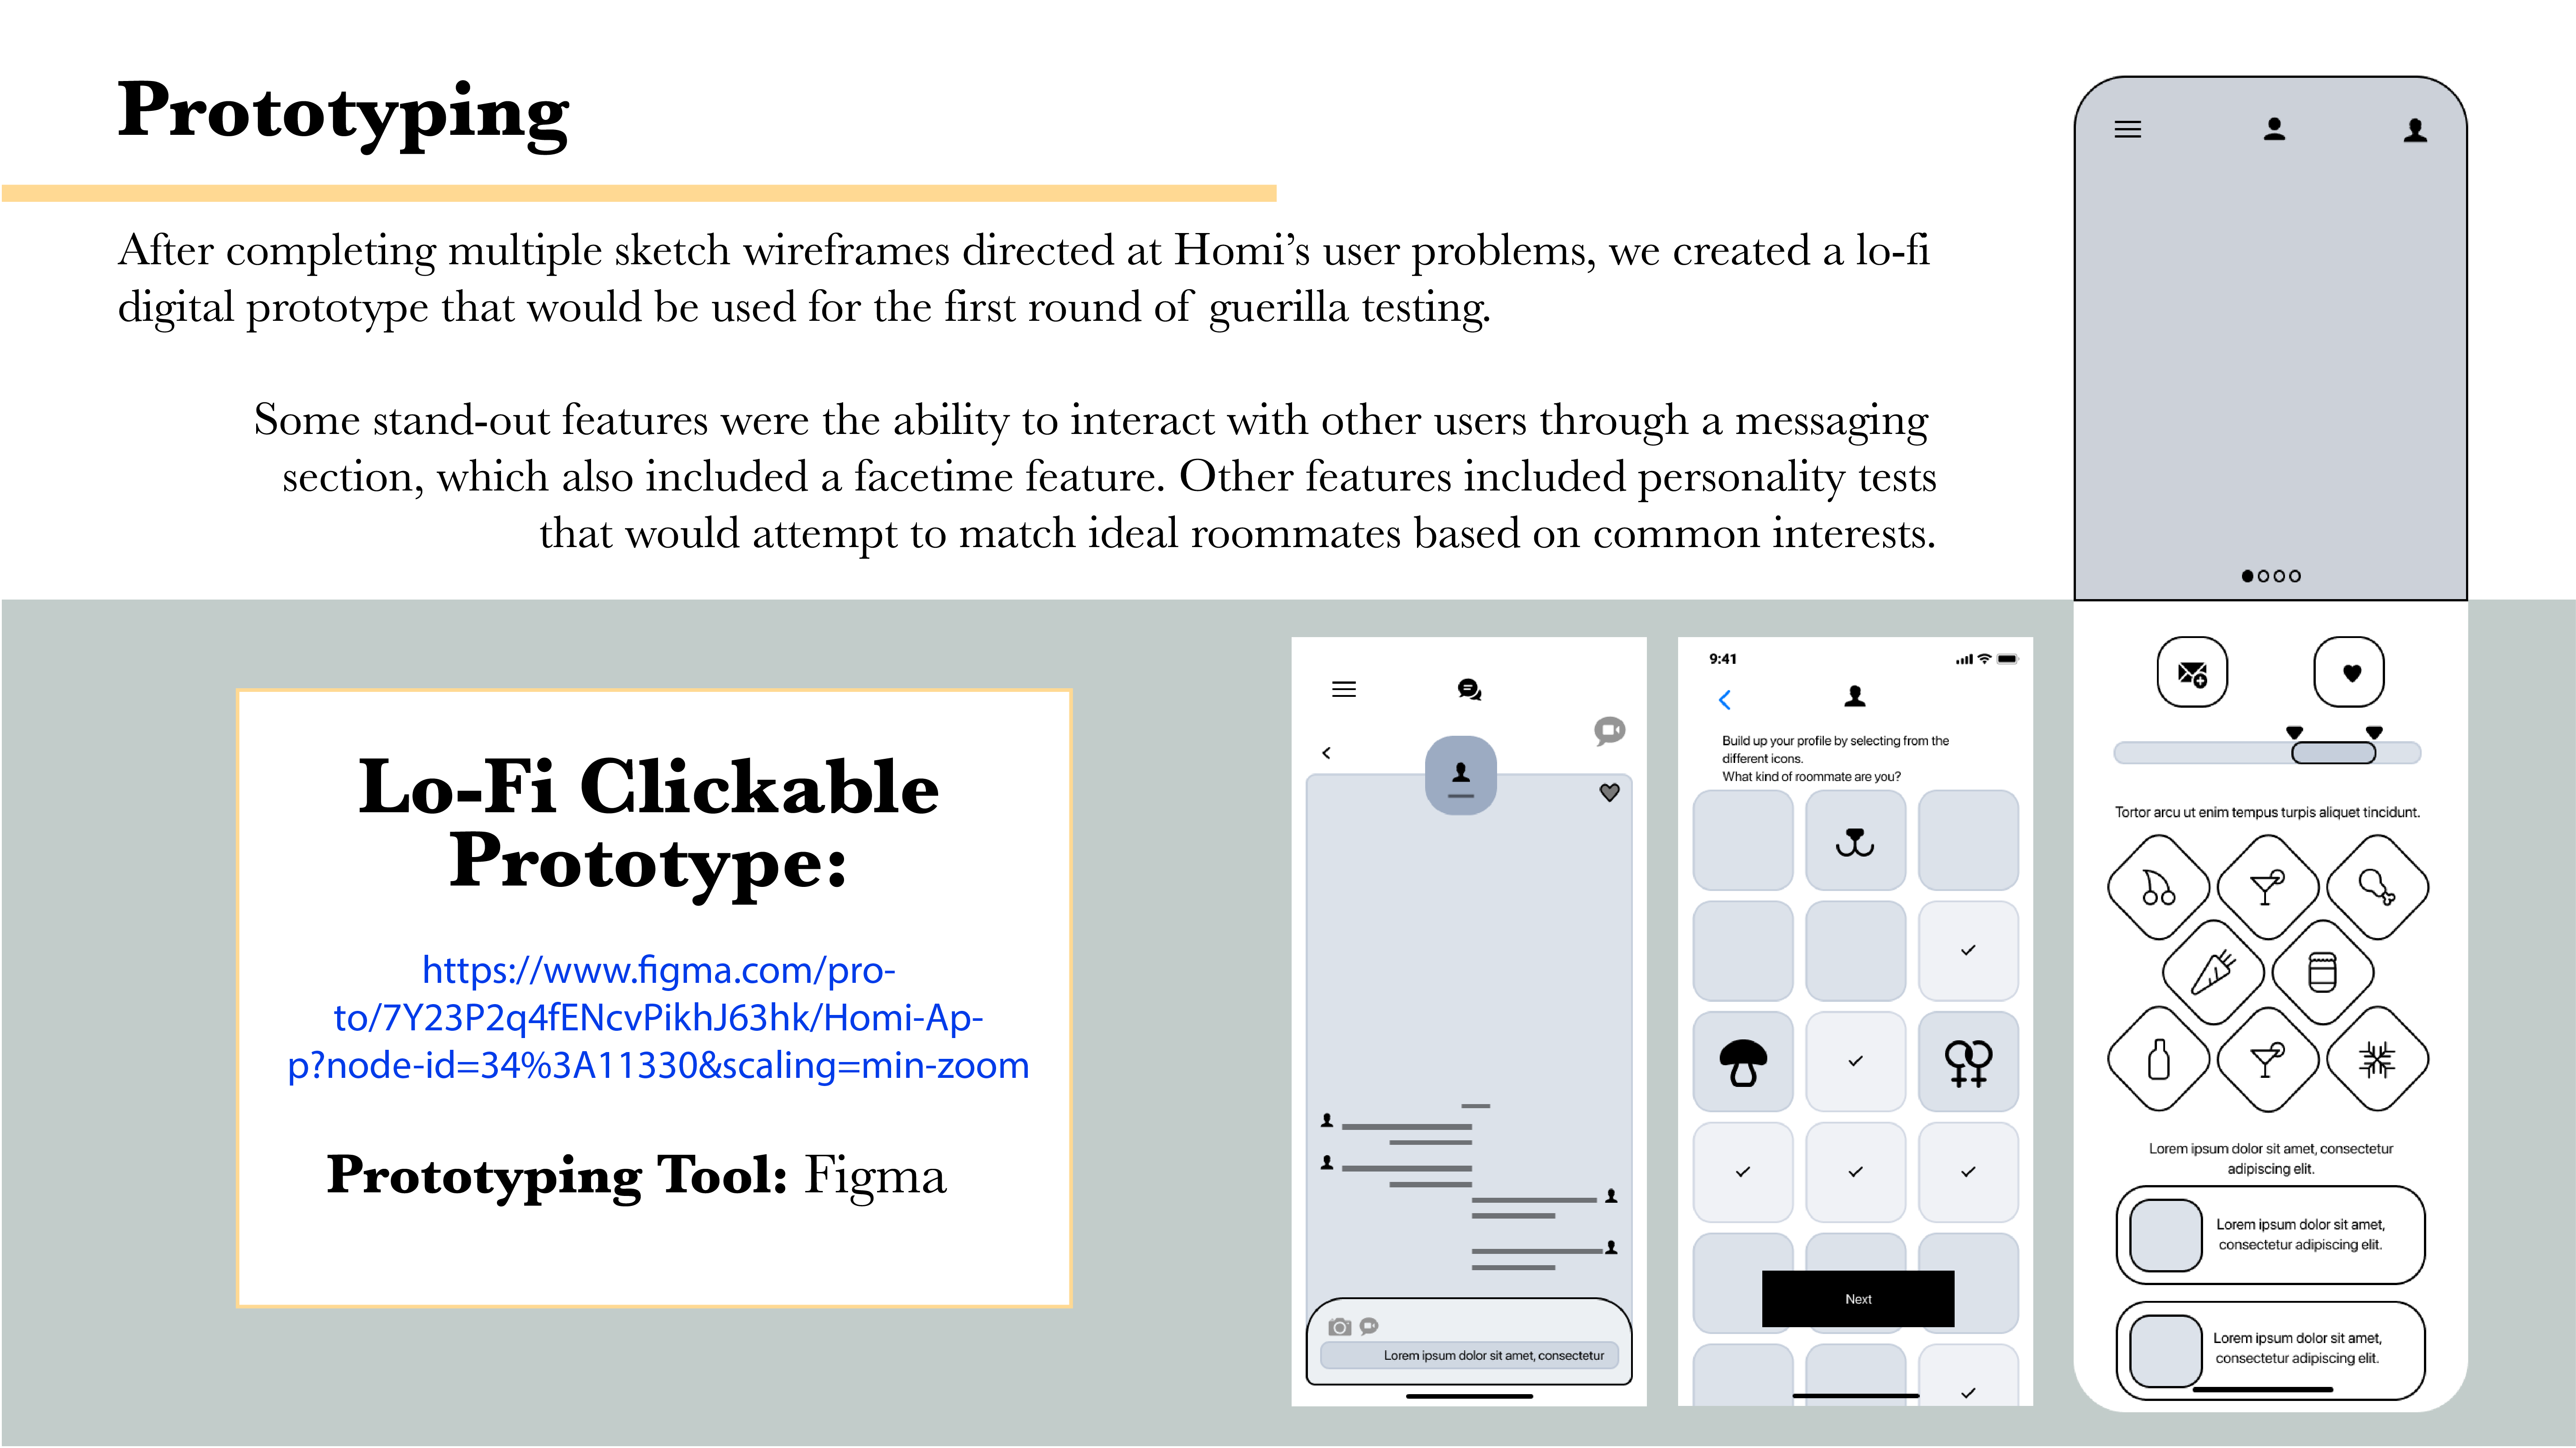 Prototyping
After completing multiple sketch wireframes directed at Homi’s user problems, we created a lo-fi
digital prototype that would be used for the first round of guerilla testing.
Some stand-out features were the ability to interact with other users through a messaging
section, which also included a facetime feature. Other features included personality tests
that would attempt to match ideal roommates based on common interests.
Lo-Fi Clickable
Prototype:
https://www.figma.com/pro-
to/7Y23P2q4fENcvPikhJ63hk/Homi-Ap-
p?node-id=34%3A11330&scaling=min-zoom
Prototyping Tool: Figma
Lorem ipsum dolor sit amet, consectetur
9:41
Build up your profile by selecting from the
different icons.
What kind of roommate are you?
Next
Tortor arcu ut enim tempus turpis aliquet tincidunt.
Lorem ipsum dolor sit amet, consectetur
adipiscing elit.
Lorem ipsum dolor sit amet,
consectetur adipiscing elit.
Lorem ipsum dolor sit amet,
consectetur adipiscing elit.